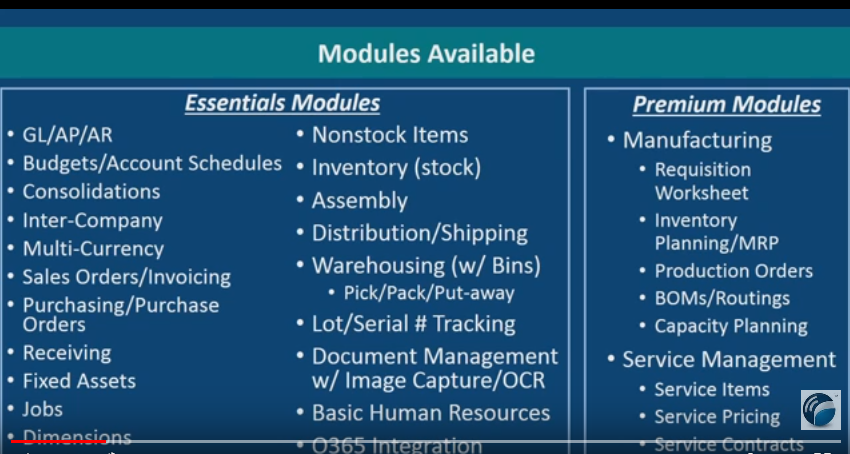 Modules Available
Essentials Modules
• GL/AP/AR
• Budgets/Account Schedules
• Consolidations
• Inter-Company
• Multi-Currency
• Sales Orders/Invoicing
• Purchasing/Purchase
Orders
• Receiving
• Fixed Assets
• Jobs
• Dimensions
• Nonstock Items
• Inventory (stock)
• Assembly
• Distribution/Shipping
• Warehousing (w/ Bins)
• Pick/Pack/Put-away
• Lot/Serial # Tracking
• Document Management
w/ Image Capture/OCR
• Basic Human Resources
• O365 Integration
Premium Modules
• Manufacturing
• Requisition
Worksheet
• Inventory
Planning/MRP
• Production Orders
• BOMs/Routings
• Capacity Planning
• Service Management
• Service Items
• Service Pricing
• Service Contracts